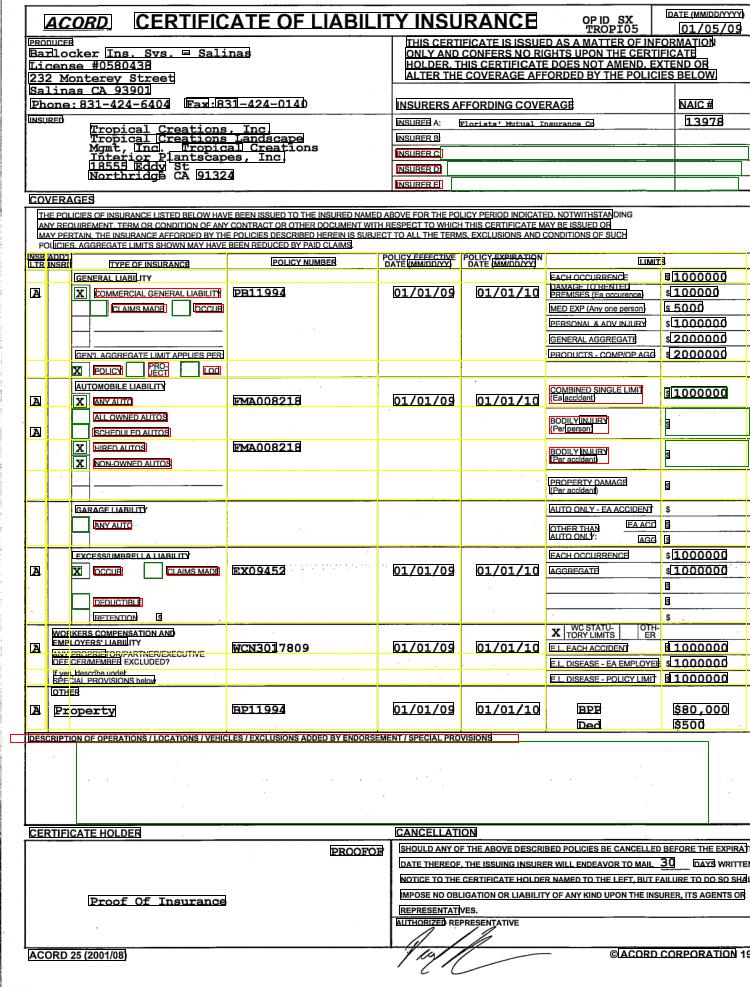 ACORD CERTIFICATE OF LIABILITY INSURANCE OP ID SX TROPI05 DATE (MM/DD/YYYY) 01/05/09
PRODUCER
Barlocker Ins. Svs. - Salinas
License #0580438
232 Monterey Street
Salinas CA 93901
Phone:831-424-6404 Fax:831-424-0140
THIS CERTIFICATE IS ISSUED AS A MATTER OF INFORMATION
ONLY AND CONFERS NO RIGHTS UPON THE CERTIFICATE
HOLDER. THIS CERTIFICATE DOES NOT AMEND, EXTEND OR
ALTER THE COVERAGE AFFORDED BY THE POLICIES BELOW.
INSURERS AFFORDING COVERAGE NAIC #
INSURED
Tropical Creations, Inc.
Tropical Creations Landscape
Mgmt, Inc. Tropical Creations
Interior Plantscapes, Inc.
18555 Eddy St
Northridge CA 91324
INSURER A: Florists' Mutual Insurance Co 13978
INSURER B:
INSURER C:
INSURER D:
INSURER E:
COVERAGES
THE POLICIES OF INSURANCE LISTED BELOW HAVE BEEN ISSUED TO THE INSURED NAMED ABOVE FOR THE POLICY PERIOD INDICATED. NOTWITHSTANDING
ANY REQUIREMENT, TERM OR CONDITION OF ANY CONTRACT OR OTHER DOCUMENT WITH RESPECT TO WHICH THIS CERTIFICATE MAY BE ISSUED OR
MAY PERTAIN, THE INSURANCE AFFORDED BY THE POLICIES DESCRIBED HEREIN IS SUBJECT TO ALL THE TERMS, EXCLUSIONS AND CONDITIONS OF SUCH
POLICIES. AGGREGATE LIMITS SHOWN MAY HAVE BEEN REDUCED BY PAID CLAIMS.
INSR LTR ADD'L INSRD TYPE OF INSURANCE POLICY NUMBER POLICY EFFECTIVE DATE (MM/DD/YY) POLICY EXPIRATION DATE (MM/DD/YY) LIMITS
GENERAL LIABILITY EACH OCCURRENCE $ 1000000
A X COMMERCIAL GENERAL LIABILITY PB11994 01/01/09 01/01/10 DAMAGE TO RENTED PREMISES (Ea occurence) $ 100000
CLAIMS MADE OCCUR MED EXP (Any one person) $ 5000
PERSONAL & ADV INJURY $ 1000000
GENERAL AGGREGATE $ 2000000
GEN'L AGGREGATE LIMIT APPLIES PER: PRODUCTS - COMP/OP AGG $ 2000000
X POLICY PRO-JECT LOC
AUTOMOBILE LIABILITY
A X ANY AUTO FMA008218 01/01/09 01/01/10 COMBINED SINGLE LIMIT (Ea accident) $ 1000000
ALL OWNED AUTOS
A SCHEDULED AUTOS BODILY INJURY (Per person) $
X HIRED AUTOS FMA008218
X NON-OWNED AUTOS BODILY INJURY (Per accident) $
PROPERTY DAMAGE (Per accident) $
GARAGE LIABILITY AUTO ONLY - EA ACCIDENT $
ANY AUTO OTHER THAN AUTO ONLY: EA ACC $
AGG $
EXCESS/UMBRELLA LIABILITY EACH OCCURRENCE $ 1000000
A X OCCUR CLAIMS MADE EX09452 01/01/09 01/01/10 AGGREGATE $ 1000000
$
DEDUCTIBLE $
RETENTION $ $
WORKERS COMPENSATION AND EMPLOYERS' LIABILITY X WC STATU-TORY LIMITS OTH-ER
A ANY PROPRIETOR/PARTNER/EXECUTIVE OFFICER/MEMBER EXCLUDED? WCN3017809 01/01/09 01/01/10 E.L. EACH ACCIDENT $ 1000000
E.L. DISEASE - EA EMPLOYEE $ 1000000
If yes, describe under SPECIAL PROVISIONS below E.L. DISEASE - POLICY LIMIT $ 1000000
OTHER
A Property BP11994 01/01/09 01/01/10 BPP $80,000
Ded $500
DESCRIPTION OF OPERATIONS / LOCATIONS / VEHICLES / EXCLUSIONS ADDED BY ENDORSEMENT / SPECIAL PROVISIONS
CERTIFICATE HOLDER
PROOFOF
Proof Of Insurance
CANCELLATION
SHOULD ANY OF THE ABOVE DESCRIBED POLICIES BE CANCELLED BEFORE THE EXPIRAT
DATE THEREOF, THE ISSUING INSURER WILL ENDEAVOR TO MAIL 30 DAYS WRITTEN
NOTICE TO THE CERTIFICATE HOLDER NAMED TO THE LEFT, BUT FAILURE TO DO SO SHAL
IMPOSE NO OBLIGATION OR LIABILITY OF ANY KIND UPON THE INSURER, ITS AGENTS OR
REPRESENTATIVES.
AUTHORIZED REPRESENTATIVE
ACORD 25 (2001/08) © ACORD CORPORATION 19